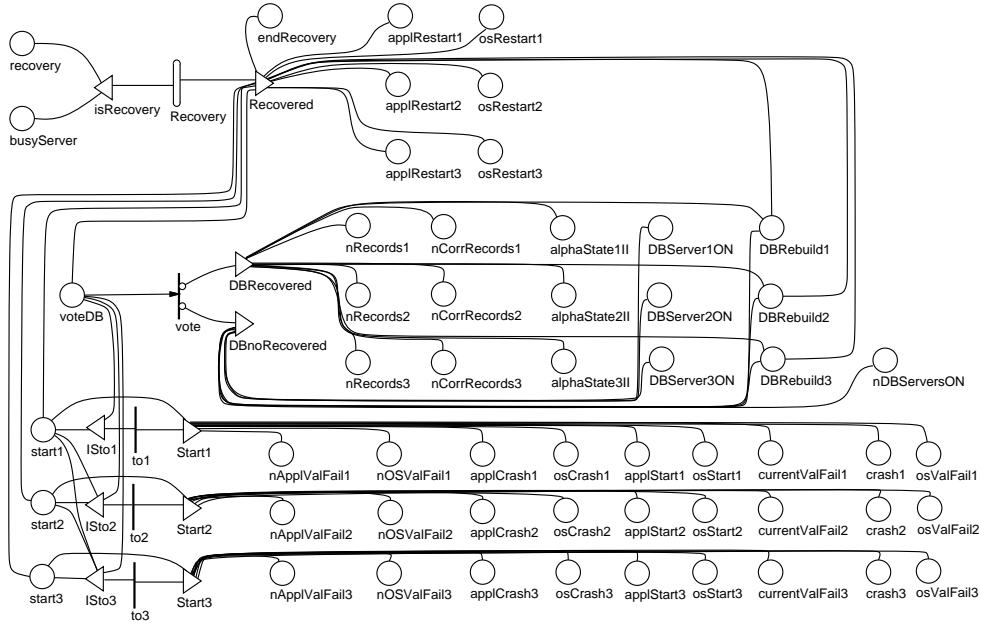 endRecovery
applRestart1
osRestart1
recovery
isRecovery
Recovery
Recovered
applRestart2
osRestart2
busyServer
applRestart3
osRestart3
nRecords1
nCorrRecords1
alphaState1II
DBServer1ON
DBRebuild1
DBRecovered
voteDB
vote
nRecords2
nCorrRecords2
alphaState2II
DBServer2ON
DBRebuild2
DBnoRecovered
nRecords3
nCorrRecords3
alphaState3II
DBServer3ON
DBRebuild3
nDBServersON
start1
ISto1
to1
Start1
nApplValFail1
nOSValFail1
applCrash1
osCrash1
applStart1
osStart1
currentValFail1
crash1
osValFail1
start2
ISto2
to2
Start2
nApplValFail2
nOSValFail2
applCrash2
osCrash2
applStart2
osStart2
currentValFail2
crash2
osValFail2
start3
ISto3
to3
Start3
nApplValFail3
nOSValFail3
applCrash3
osCrash3
applStart3
osStart3
currentValFail3
crash3
osValFail3